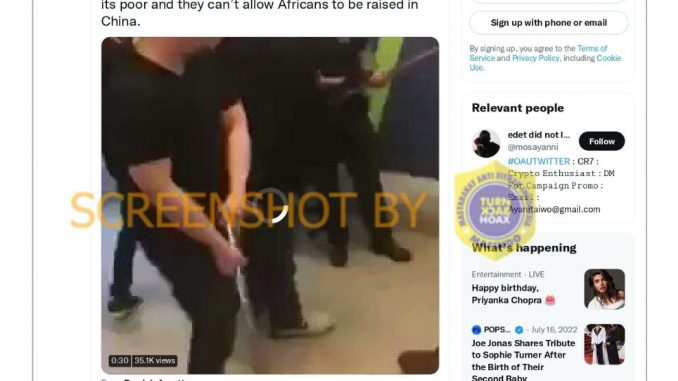 its poor and they can't allow Africans to be raised in
China.
0:30 35.1K views
SCREENSHOT BY
MASYARAKAT ANTI FITNAH
TURN
BACK
HOAX
Sign up with phone or email
By signing up, you agree to the Terms of
Service and Privacy Policy, including Cookie
Use.
Relevant people
edet did not l...
Follow
@mosayanni
#OAUTWITTER : CR7 :
Crypto Enthusiast : DM
For Campaign Promo :
Email :
Ayanitaiwo@gmail.com
What's happening
Entertainment · LIVE
Happy birthday,
Priyanka Chopra 🎂
POPS... · July 16, 2022
Joe Jonas Shares Tribute
to Sophie Turner After
the Birth of Their
Second Baby